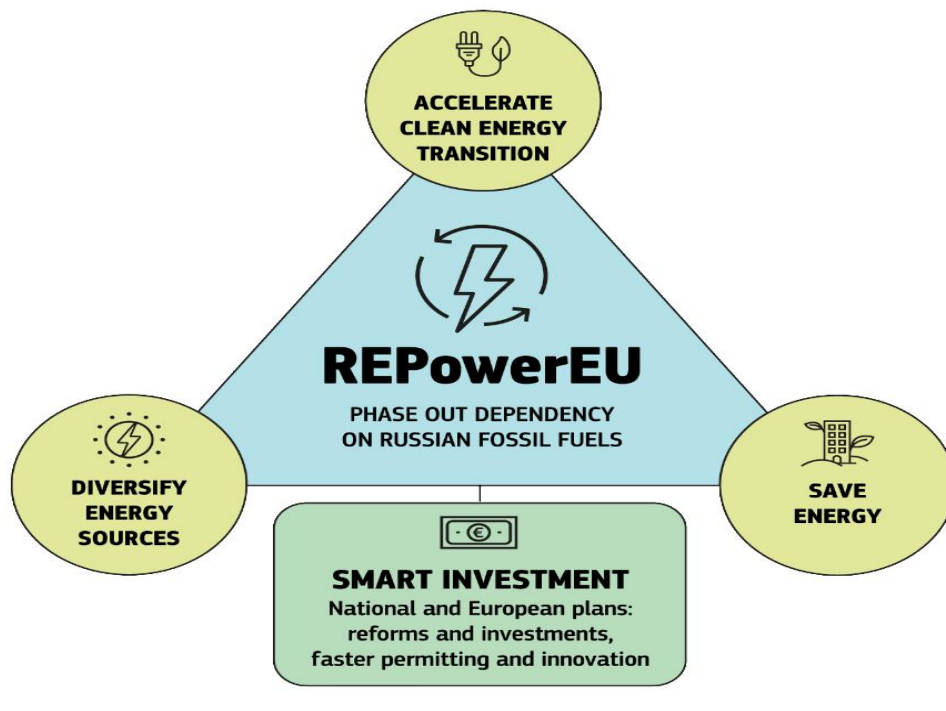 ACCELERATE
CLEAN ENERGY
TRANSITION
REPowerEU
PHASE OUT DEPENDENCY
ON RUSSIAN FOSSIL FUELS
DIVERSIFY
ENERGY
SOURCES
SAVE
ENERGY
€
SMART INVESTMENT
National and European plans:
reforms and investments,
faster permitting and innovation